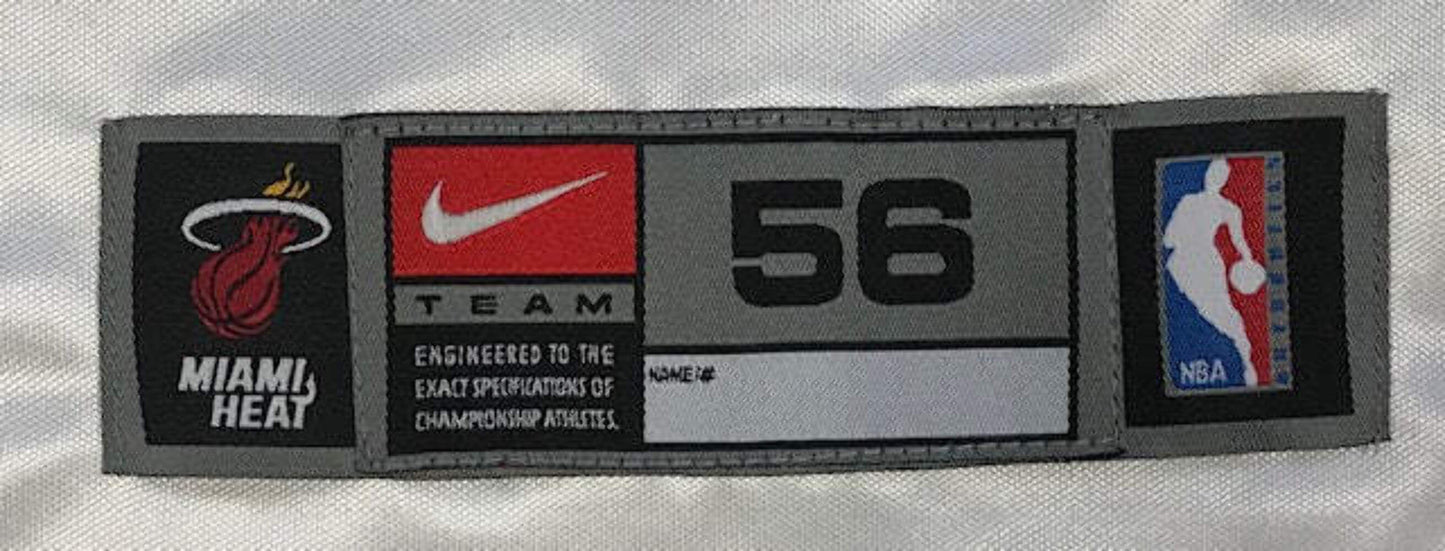 MIAMI
HEAT
TEAM
ENGINEERED TO THE
EXACT SPECIFICATIONS OF
CHAMPIONSHIP ATHLETES.
56
NAME/#
NBA